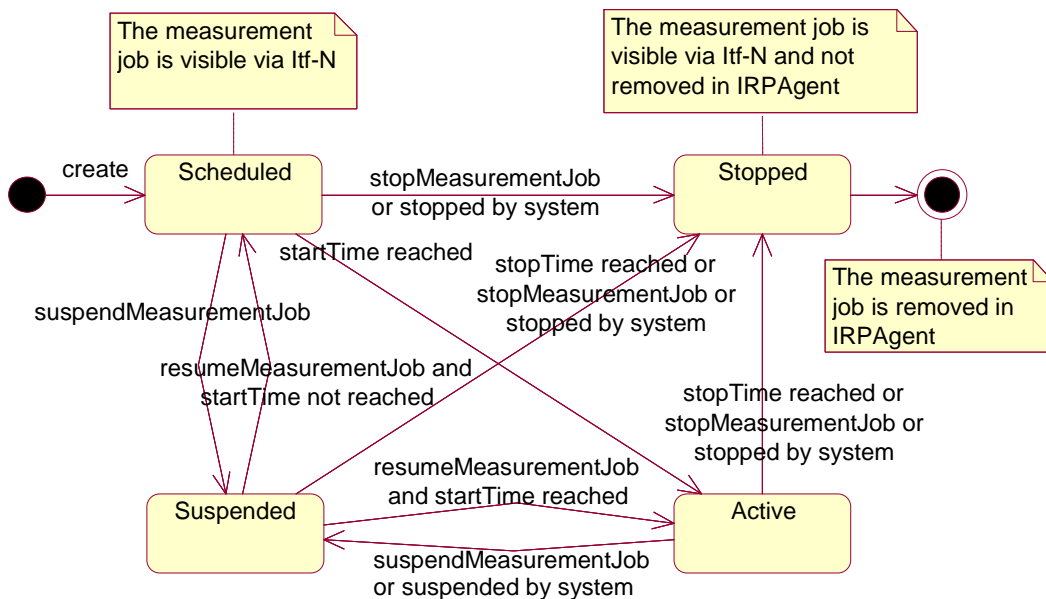 The measurement
job is visible via Itf-N
The measurement job is
visible via Itf-N and not
removed in IRPAgent
create
Scheduled
stopMeasurementJob
or stopped by system
Stopped
startTime reached
stopTime reached or
stopMeasurementJob or
stopped by system
The measurement
job is removed in
IRPAgent
suspendMeasurementJob
resumeMeasurementJob and
startTime not reached
stopTime reached or
stopMeasurementJob or
stopped by system
resumeMeasurementJob
and startTime reached
Suspended
Active
suspendMeasurementJob
or suspended by system